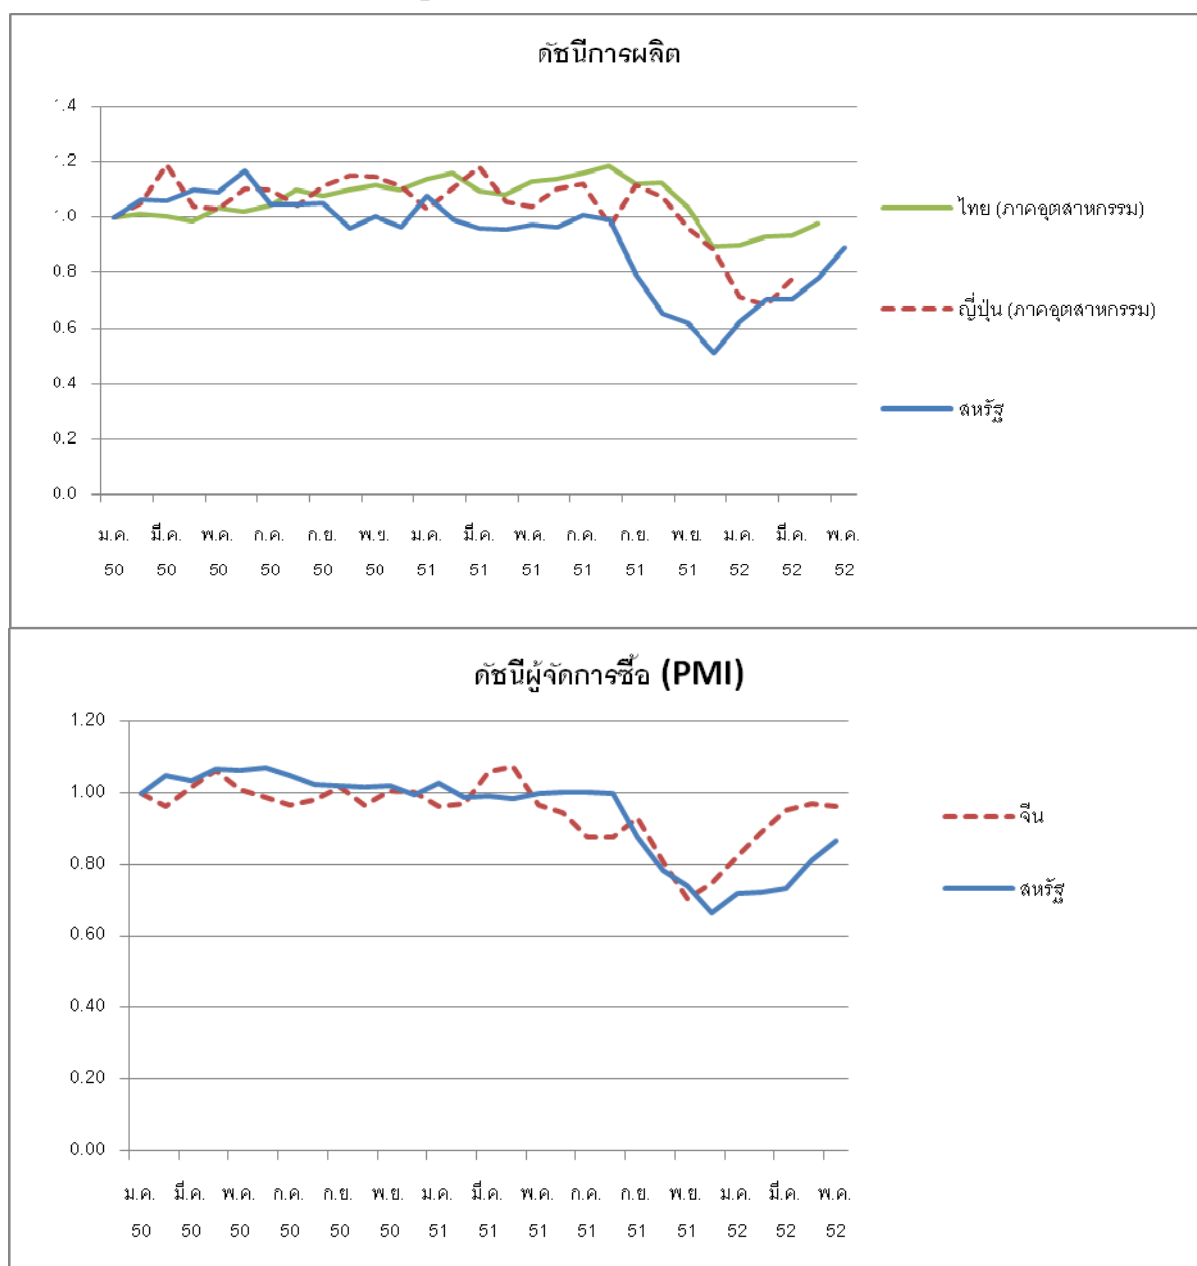 ดัชนีการผลิต
1.4
1.2
1.0
0.8
0.6
0.4
0.2
0.0
ม.ค. มี.ค. พ.ค. ก.ค. ก.ย. พ.ย. ม.ค. มี.ค. พ.ค. ก.ค. ก.ย. พ.ย. ม.ค. มี.ค. พ.ค.
50 50 50 50 50 50 51 51 51 51 51 51 52 52 52
ไทย (ภาคอุตสาหกรรม)
ญี่ปุ่น (ภาคอุตสาหกรรม)
สหรัฐ
ดัชนีผู้จัดการซื้อ (PMI)
1.20
1.00
0.80
0.60
0.40
0.20
0.00
ม.ค. มี.ค. พ.ค. ก.ค. ก.ย. พ.ย. ม.ค. มี.ค. พ.ค. ก.ค. ก.ย. พ.ย. ม.ค. มี.ค. พ.ค.
50 50 50 50 50 50 51 51 51 51 51 51 52 52 52
จีน
สหรัฐ